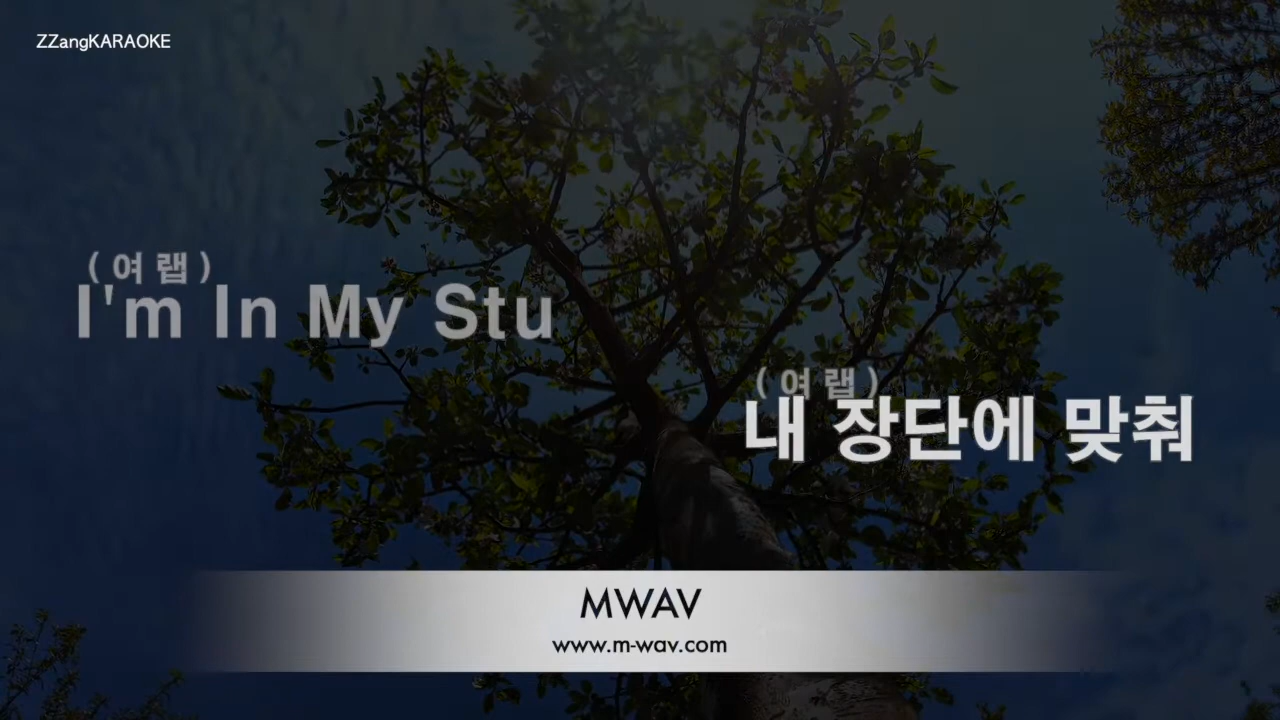 ZZangKARAOKE
( 여 랩 )
I'm In My Stu
( 여 랩 )
내 장단에 맞춰
MWAV
www.m-wav.com